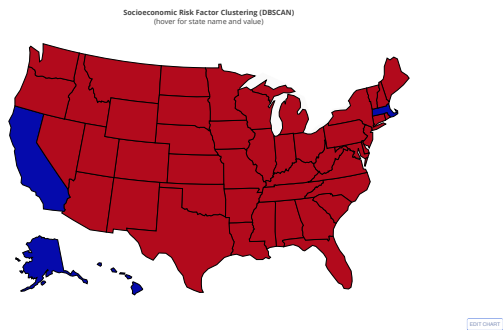 Socioeconomic Risk Factor Clustering (DBSCAN)
(hover for state name and value)
EDIT CHART